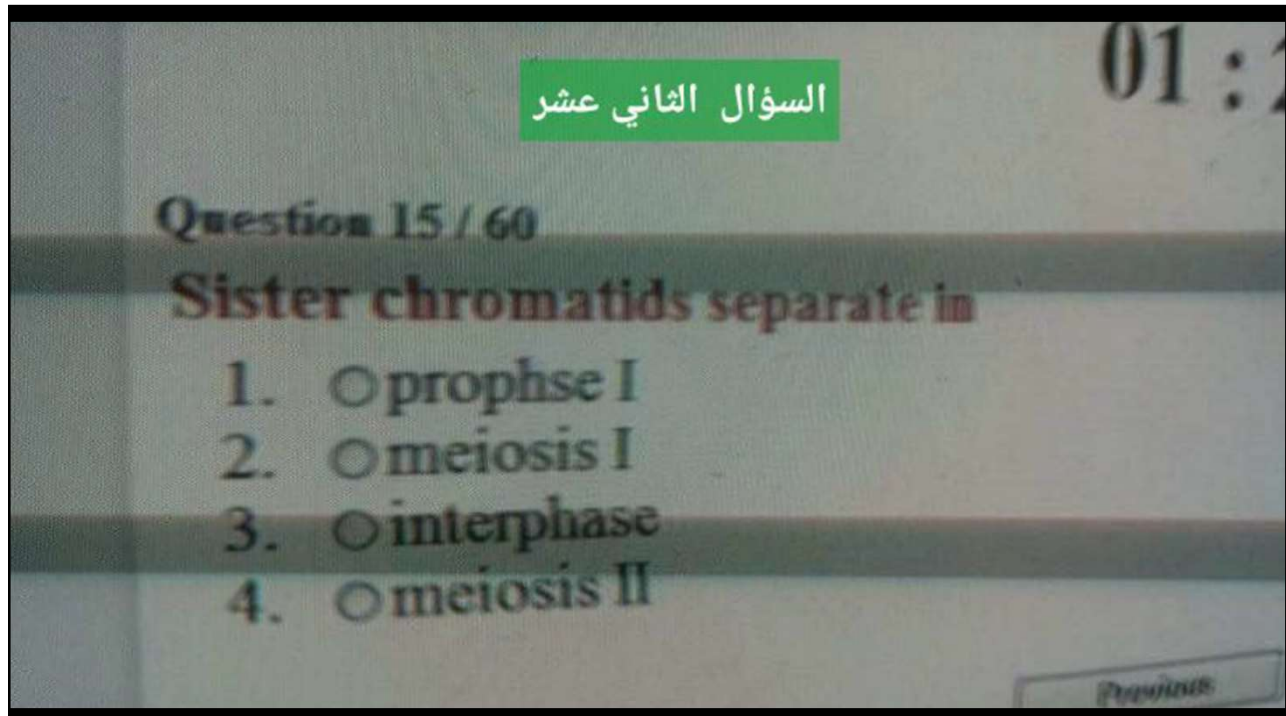 01 :
السؤال الثاني عشر
Question 15 / 60
Sister chromatids separate in
1. prophse I
2. meiosis I
3. interphase
4. meiosis II
Previous